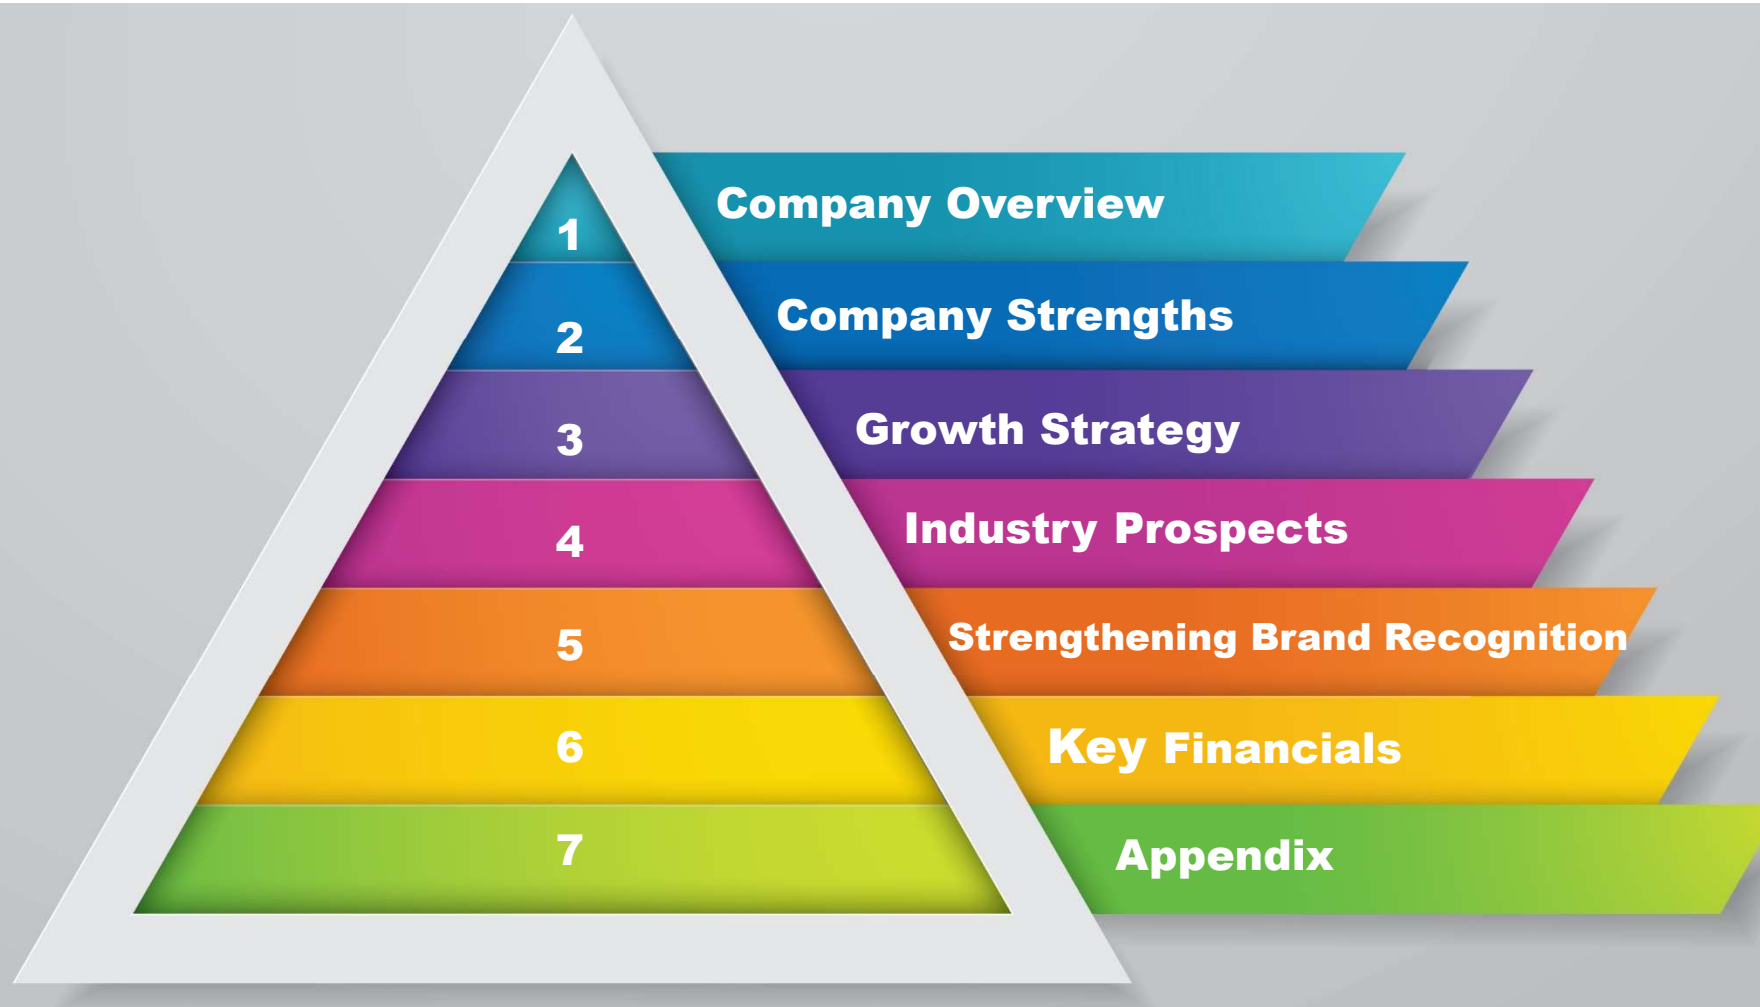 1 Company Overview
2 Company Strengths
3 Growth Strategy
4 Industry Prospects
5 Strengthening Brand Recognition
6 Key Financials
7 Appendix